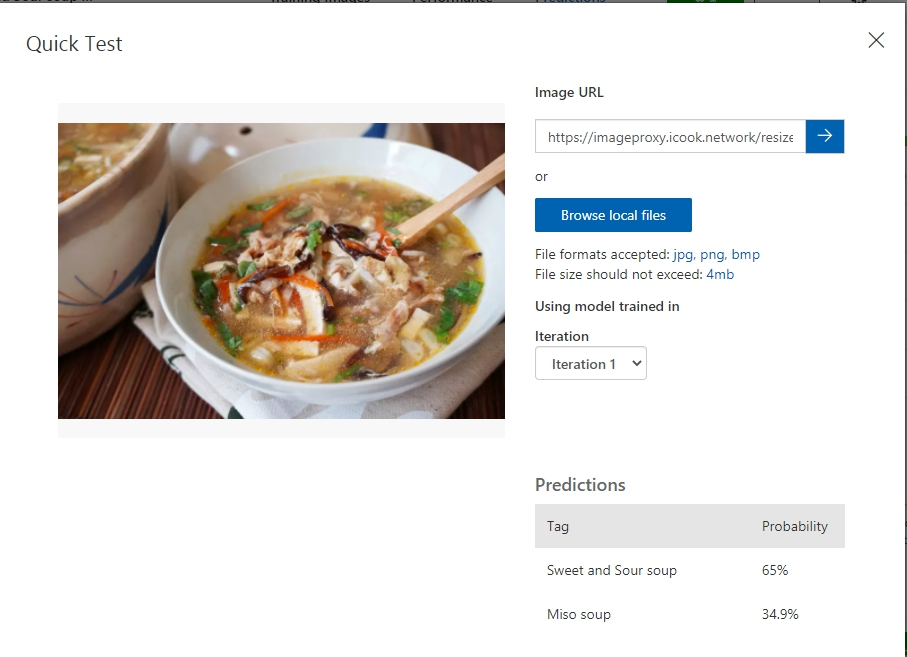 Quick Test
Image URL
https://imageproxy.icook.network/resize
or
Browse local files
File formats accepted: jpg, png, bmp
File size should not exceed: 4mb
Using model trained in
Iteration
Iteration 1
Predictions
Tag Probability
Sweet and Sour soup 65%
Miso soup 34.9%